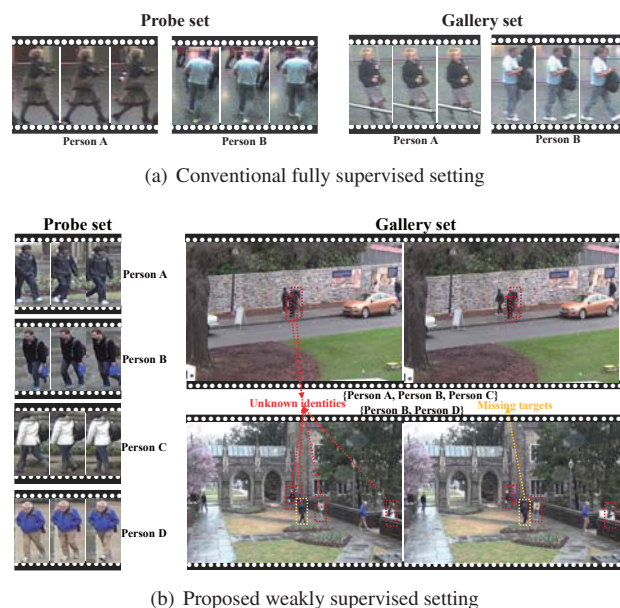 Probe set
Gallery set
Person A
Person B
Person A
Person B
(a) Conventional fully supervised setting
Probe set
Gallery set
Person A
Person B
Person C
Person D
{Person A, Person B, Person C}
Unknown identities
{Person B, Person D}
Missing targets
(b) Proposed weakly supervised setting